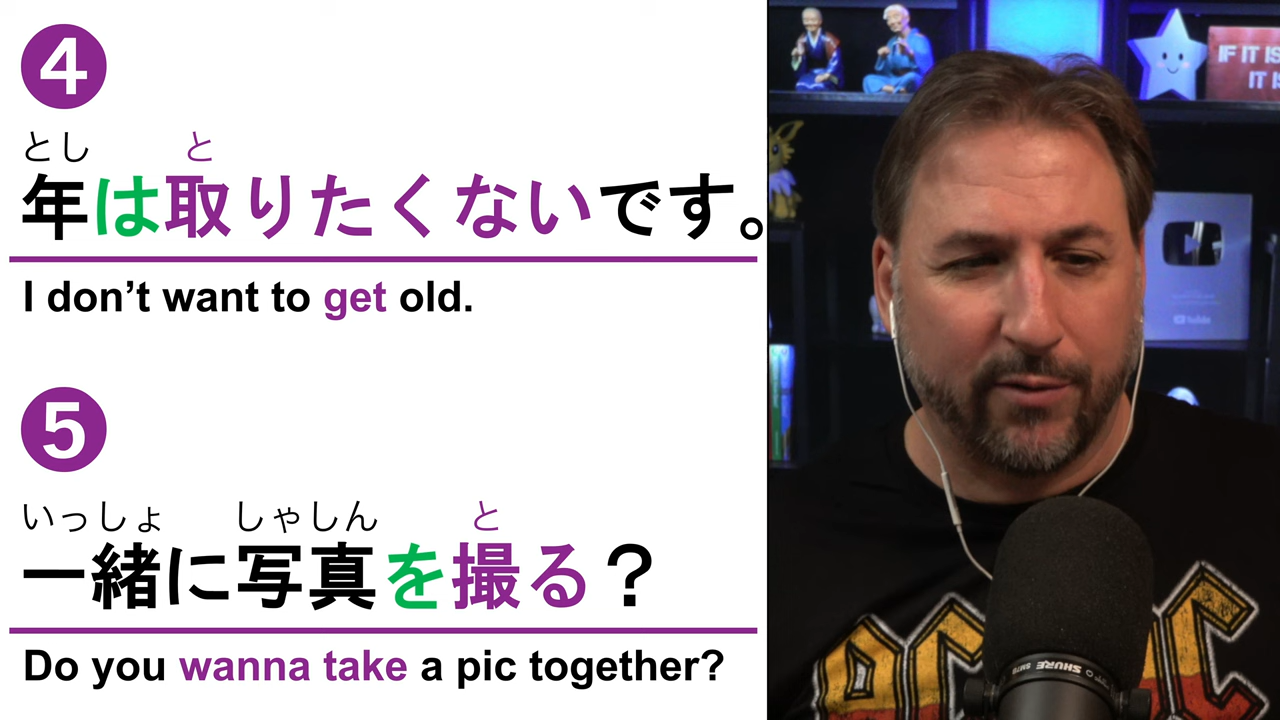 4
とし と
年は取りたくないです。
I don’t want to get old.
5
いっしょ しゃしん と
一緒に写真を撮る？
Do you wanna take a pic together?
IF IT IS
IT IS
YouTube
SHURE SM7B